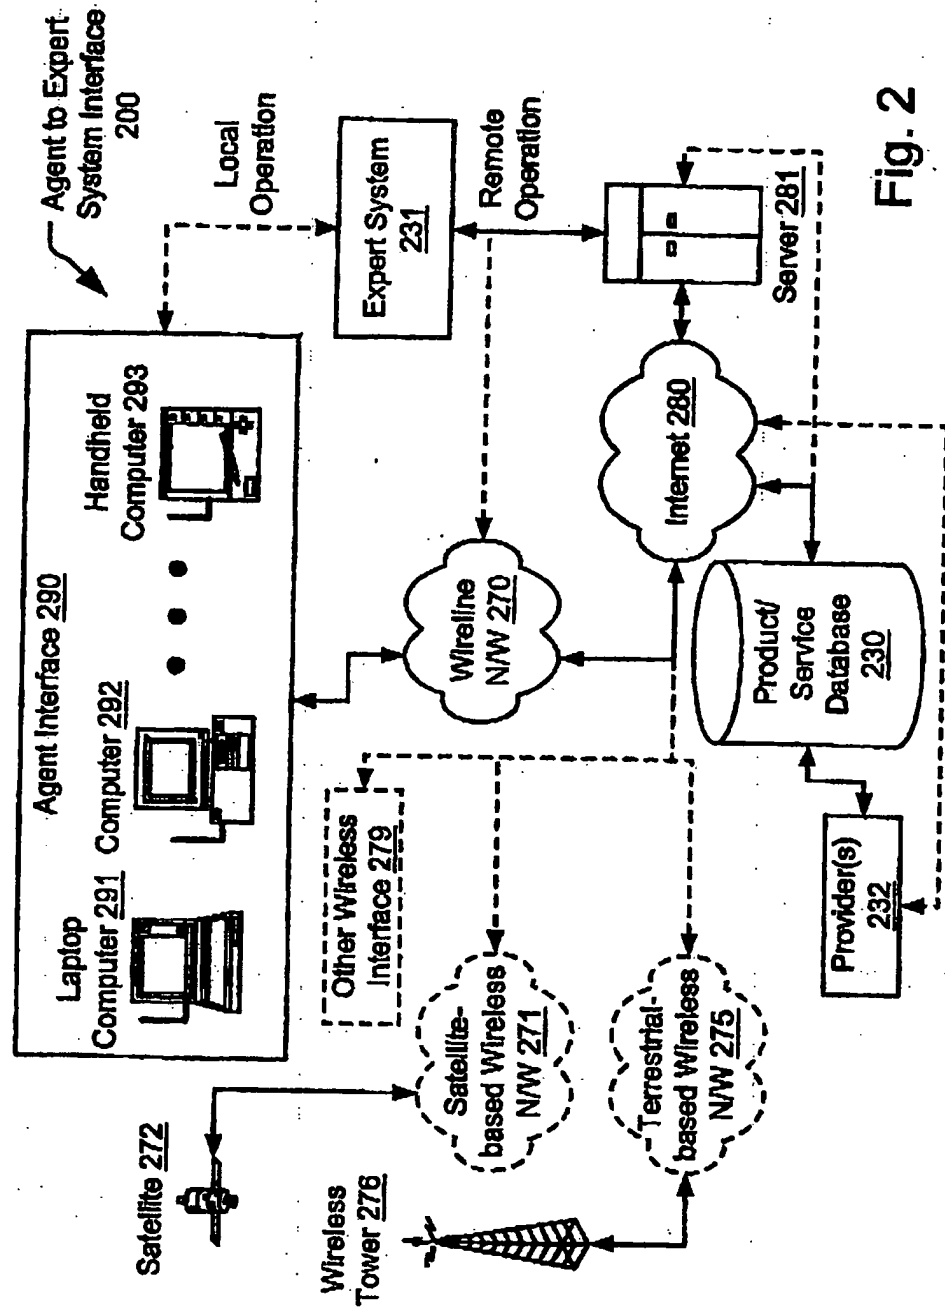 Agent to Expert
System Interface
200
Agent Interface 290
Laptop
Computer 291
Computer 292
Handheld
Computer 293
Local
Operation
Satellite 272
Other Wireless
Interface 279
Wireline
N/W 270
Expert System
231
Remote
Operation
Satellite-
based Wireless
N/W 271
Wireless
Tower 276
Terrestrial-
based Wireless
N/W 275
Internet 280
Server 281
Product/
Service
Database
230
Provider(s)
232
Fig. 2